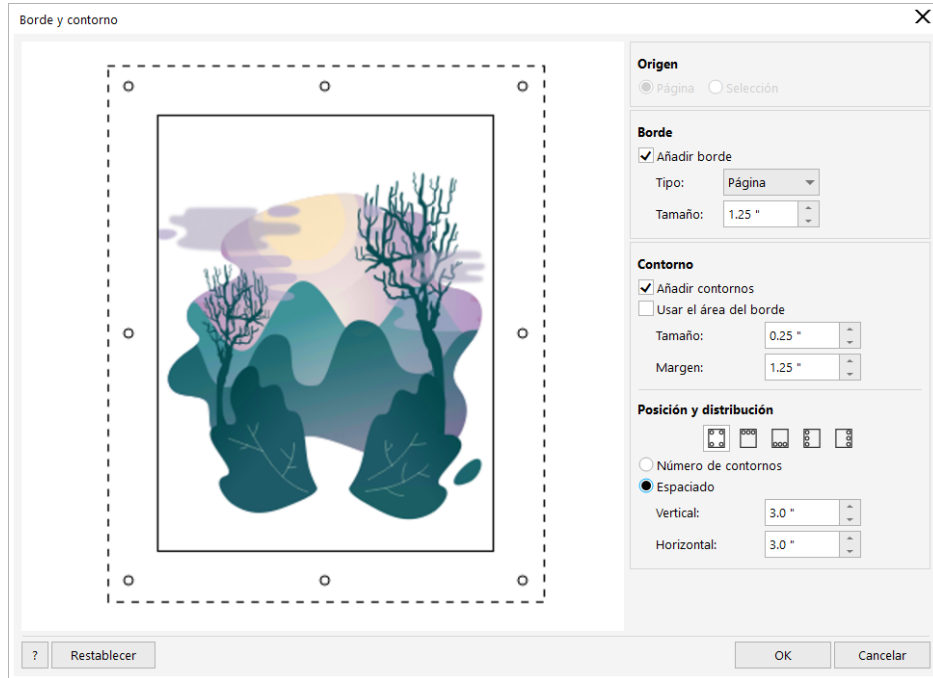 Borde y contorno
Origen
Página Selección
Borde
Añadir borde
Tipo: Página
Tamaño: 1.25 "
Contorno
Añadir contornos
Usar el área del borde
Tamaño: 0.25 "
Margen: 1.25 "
Posición y distribución
Número de contornos
Espaciado
Vertical: 3.0 "
Horizontal: 3.0 "
? Restablecer OK Cancelar